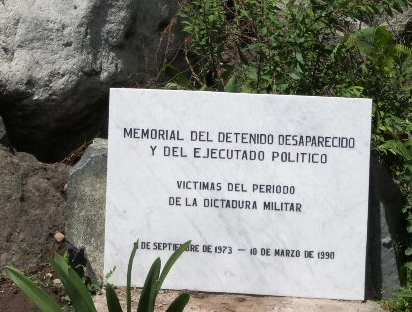 MEMORIAL DEL DETENIDO DESAPARECIDO
Y DEL EJECUTADO POLITICO
VICTIMAS DEL PERIODO
DE LA DICTADURA MILITAR
DE SEPTIEMBRE DE 1973 — 10 DE MARZO DE 1990